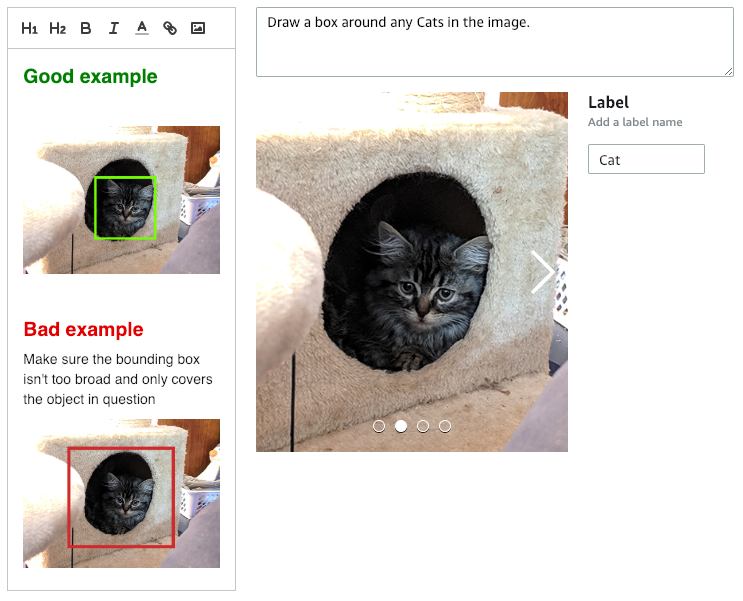 H1 H2 B I A
Good example
Bad example
Make sure the bounding box
isn't too broad and only covers
the object in question
Draw a box around any Cats in the image.
Label
Add a label name
Cat